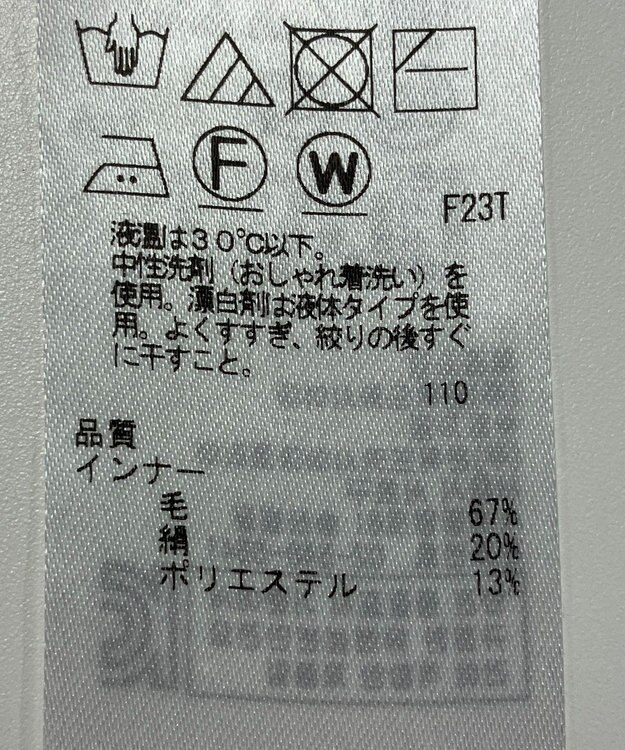 F
W
F23T
液温は30℃以下。
中性洗剤(おしゃれ着洗い)を
使用。漂白剤は液体タイプを使
用。よくすすぎ、絞りの後すぐ
に干すこと。
110
品質
インナー
毛 67%
絹 20%
ポリエステル 13%